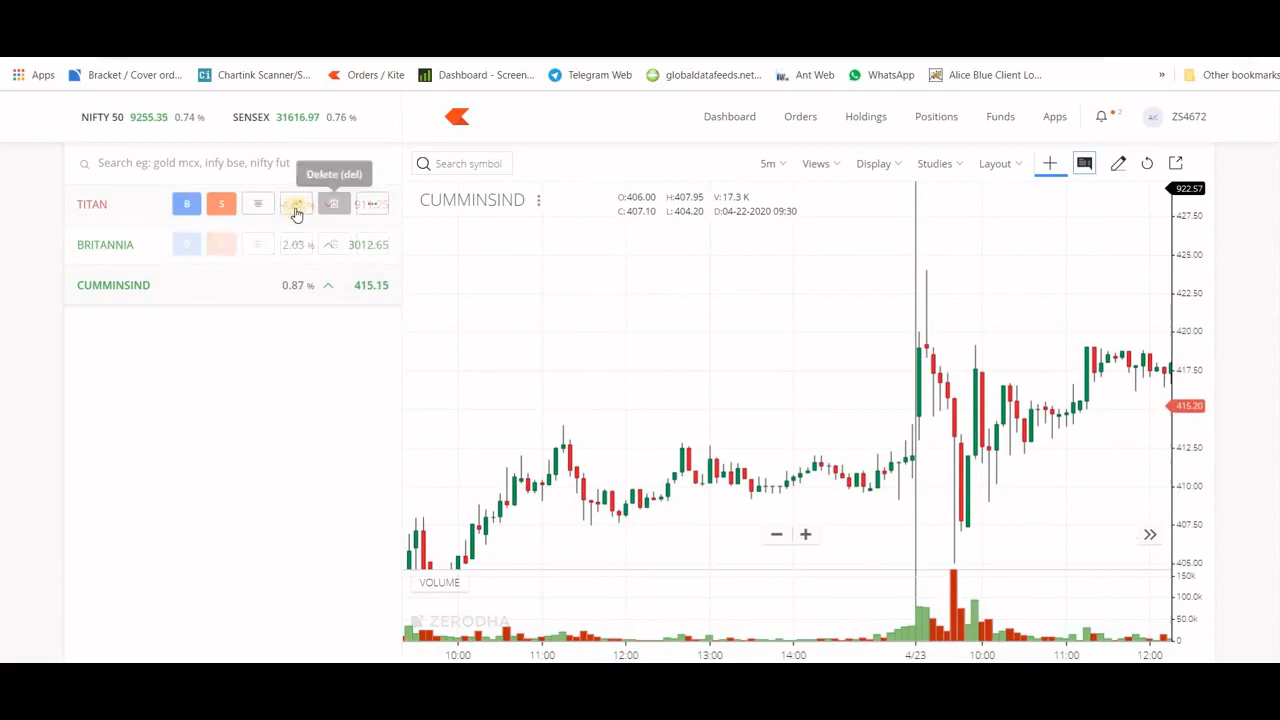 Apps Bracket / Cover ord... Chartink Scanner/S... Orders / Kite Dashboard - Screen... Telegram Web globaldatafeeds.net... Ant Web WhatsApp Alice Blue Client Lo... » Other bookmarks
NIFTY 50 9255.35 0.74 % SENSEX 31616.97 0.76 % Dashboard Orders Holdings Positions Funds Apps 2 AK ZS4672
Search eg: gold mcx, infy bse, nifty fut Search symbol 5m Views Display Studies Layout
Delete (del)
TITAN B S
BRITANNIA B S 2.03 % 3012.65
CUMMINSIND 0.87 % 415.15
CUMMINSIND
O:406.00 H:407.95 V:17.3 K
C:407.10 L:404.20 D:04-22-2020 09:30
922.57
427.50
425.00
422.50
420.00
417.50
415.20
412.50
410.00
407.50
405.00
VOLUME
150k
100.0k
50.0k
0
ZERODHA
10:00 11:00 12:00 13:00 14:00 4/23 10:00 11:00 12:00